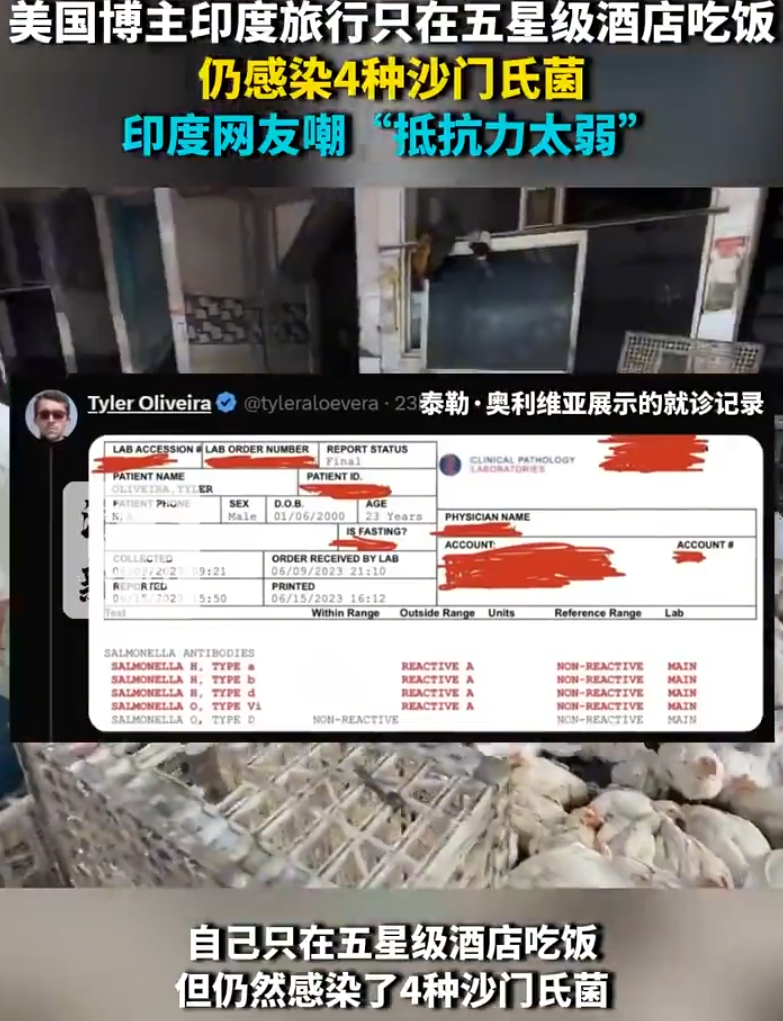 美国博主印度旅行只在五星级酒店吃饭
仍感染4种沙门氏菌
印度网友嘲“抵抗力太弱”
Tyler Oliveira @tyleraloevera · 23
泰勒·奥利维亚展示的就诊记录
LAB ACCESSION # LAB ORDER NUMBER REPORT STATUS
Final
CLINICAL PATHOLOGY
LABORATORIES
PATIENT NAME PATIENT ID.
OLIVEIRA, TYLER
PATIENT PHONE SEX D.O.B. AGE
Male 01/06/2000 23 Years
PHYSICIAN NAME
IS FASTING?
ACCOUNT: ACCOUNT #
COLLECTED ORDER RECEIVED BY LAB
09:21 06/09/2023 21:10
REPORTED PRINTED
06/15/2023 15:50 06/15/2023 16:12
Test Within Range Outside Range Units Reference Range Lab
SALMONELLA ANTIBODIES
SALMONELLA H, TYPE a REACTIVE A NON-REACTIVE MAIN
SALMONELLA H, TYPE b REACTIVE A NON-REACTIVE MAIN
SALMONELLA H, TYPE d REACTIVE A NON-REACTIVE MAIN
SALMONELLA O, TYPE Vi REACTIVE A NON-REACTIVE MAIN
SALMONELLA O, TYPE D NON-REACTIVE NON-REACTIVE MAIN
自己只在五星级酒店吃饭
但仍然感染了4种沙门氏菌